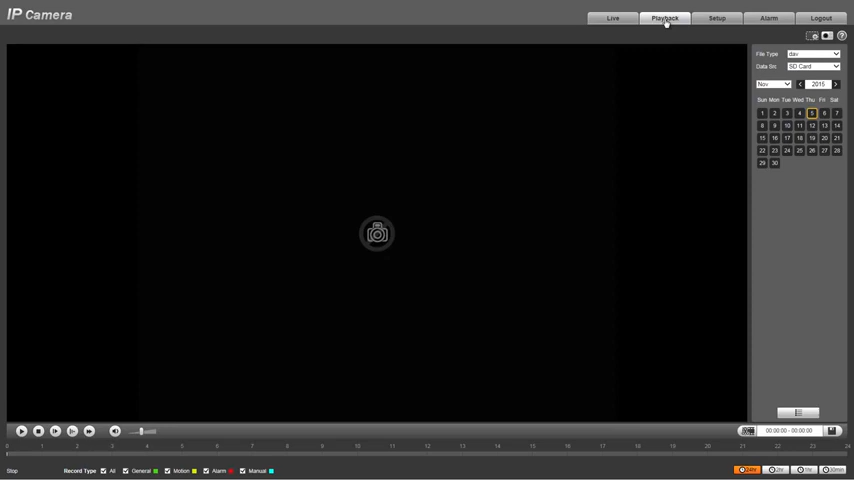 IP Camera
Live Playback Setup Alarm Logout
File Type dav
Data Src SD Card
Nov 2015
Sun Mon Tue Wed Thu Fri Sat
1 2 3 4 5 6 7
8 9 10 11 12 13 14
15 16 17 18 19 20 21
22 23 24 25 26 27 28
29 30
00:00:00 - 00:00:00
0 1 2 3 4 5 6 7 8 9 10 11 12 13 14 15 16 17 18 19 20 21 22 23 24
Stop Record Type All General Motion Alarm Manual 24hr 2hr 1hr 30min